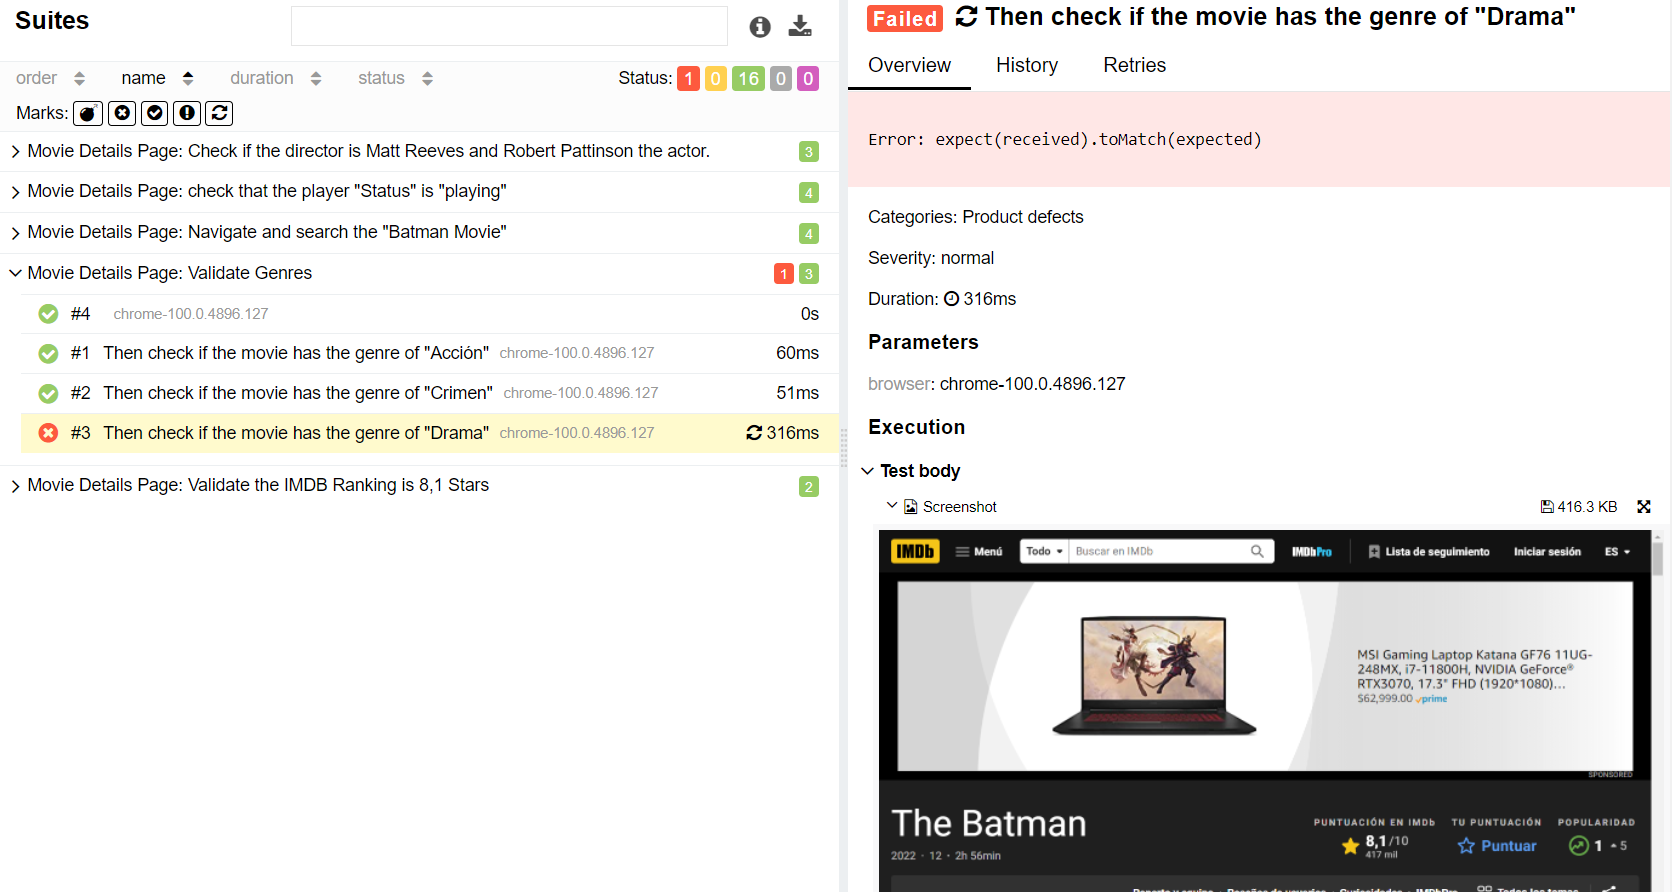 Suites
order name duration status Status: 1 0 16 0 0
Marks:
Movie Details Page: Check if the director is Matt Reeves and Robert Pattinson the actor. 3
Movie Details Page: check that the player "Status" is "playing" 4
Movie Details Page: Navigate and search the "Batman Movie" 4
Movie Details Page: Validate Genres 1 3
#4 chrome-100.0.4896.127 0s
#1 Then check if the movie has the genre of "Acción" chrome-100.0.4896.127 60ms
#2 Then check if the movie has the genre of "Crimen" chrome-100.0.4896.127 51ms
#3 Then check if the movie has the genre of "Drama" chrome-100.0.4896.127 316ms
Movie Details Page: Validate the IMDB Ranking is 8,1 Stars 2
Failed Then check if the movie has the genre of "Drama"
Overview History Retries
Error: expect(received).toMatch(expected)
Categories: Product defects
Severity: normal
Duration: 316ms
Parameters
browser: chrome-100.0.4896.127
Execution
Test body
Screenshot 416.3 KB
IMDb Menú Todo Buscar en IMDb IMDbPro Lista de seguimiento Iniciar sesión ES
MSI Gaming Laptop Katana GF76 11UG-
248MX, i7-11800H, NVIDIA GeForce®
RTX3070, 17.3" FHD (1920*1080)...
$62,999.00 prime
SPONSORED
The Batman
2022 · 12 · 2h 56min
PUNTUACIÓN EN IMDb TU PUNTUACIÓN POPULARIDAD
8,1/10 Puntuar 1 5
417 mil